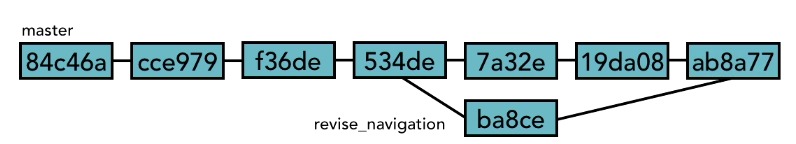 master
84c46a cce979 f36de 534de 7a32e 19da08 ab8a77
revise_navigation ba8ce